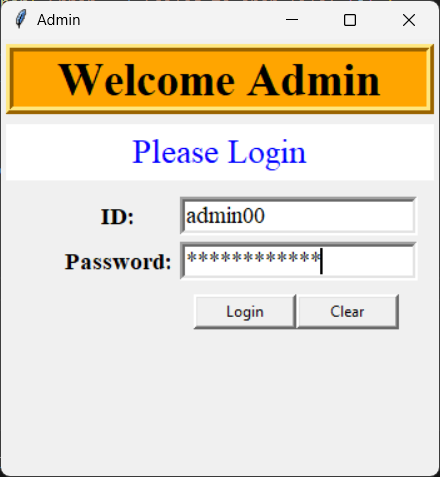 Admin
Welcome Admin
Please Login
ID: admin00
Password: ************
Login Clear